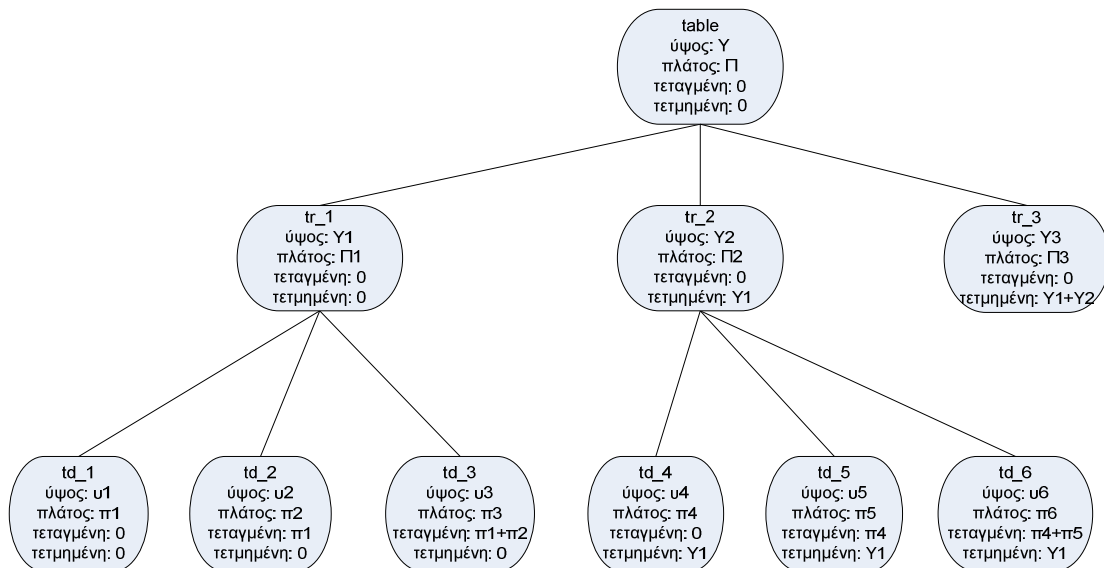 table
ύψος: Υ
πλάτος: Π
τεταγμένη: 0
τετμημένη: 0
tr_1
ύψος: Υ1
πλάτος: Π1
τεταγμένη: 0
τετμημένη: 0
tr_2
ύψος: Υ2
πλάτος: Π2
τεταγμένη: 0
τετμημένη: Υ1
tr_3
ύψος: Υ3
πλάτος: Π3
τεταγμένη: 0
τετμημένη: Υ1+Υ2
td_1
ύψος: υ1
πλάτος: π1
τεταγμένη: 0
τετμημένη: 0
td_2
ύψος: υ2
πλάτος: π2
τεταγμένη: π1
τετμημένη: 0
td_3
ύψος: υ3
πλάτος: π3
τεταγμένη: π1+π2
τετμημένη: 0
td_4
ύψος: υ4
πλάτος: π4
τεταγμένη: 0
τετμημένη: Υ1
td_5
ύψος: υ5
πλάτος: π5
τεταγμένη: π4
τετμημένη: Υ1
td_6
ύψος: υ6
πλάτος: π6
τεταγμένη: π4+π5
τετμημένη: Υ1